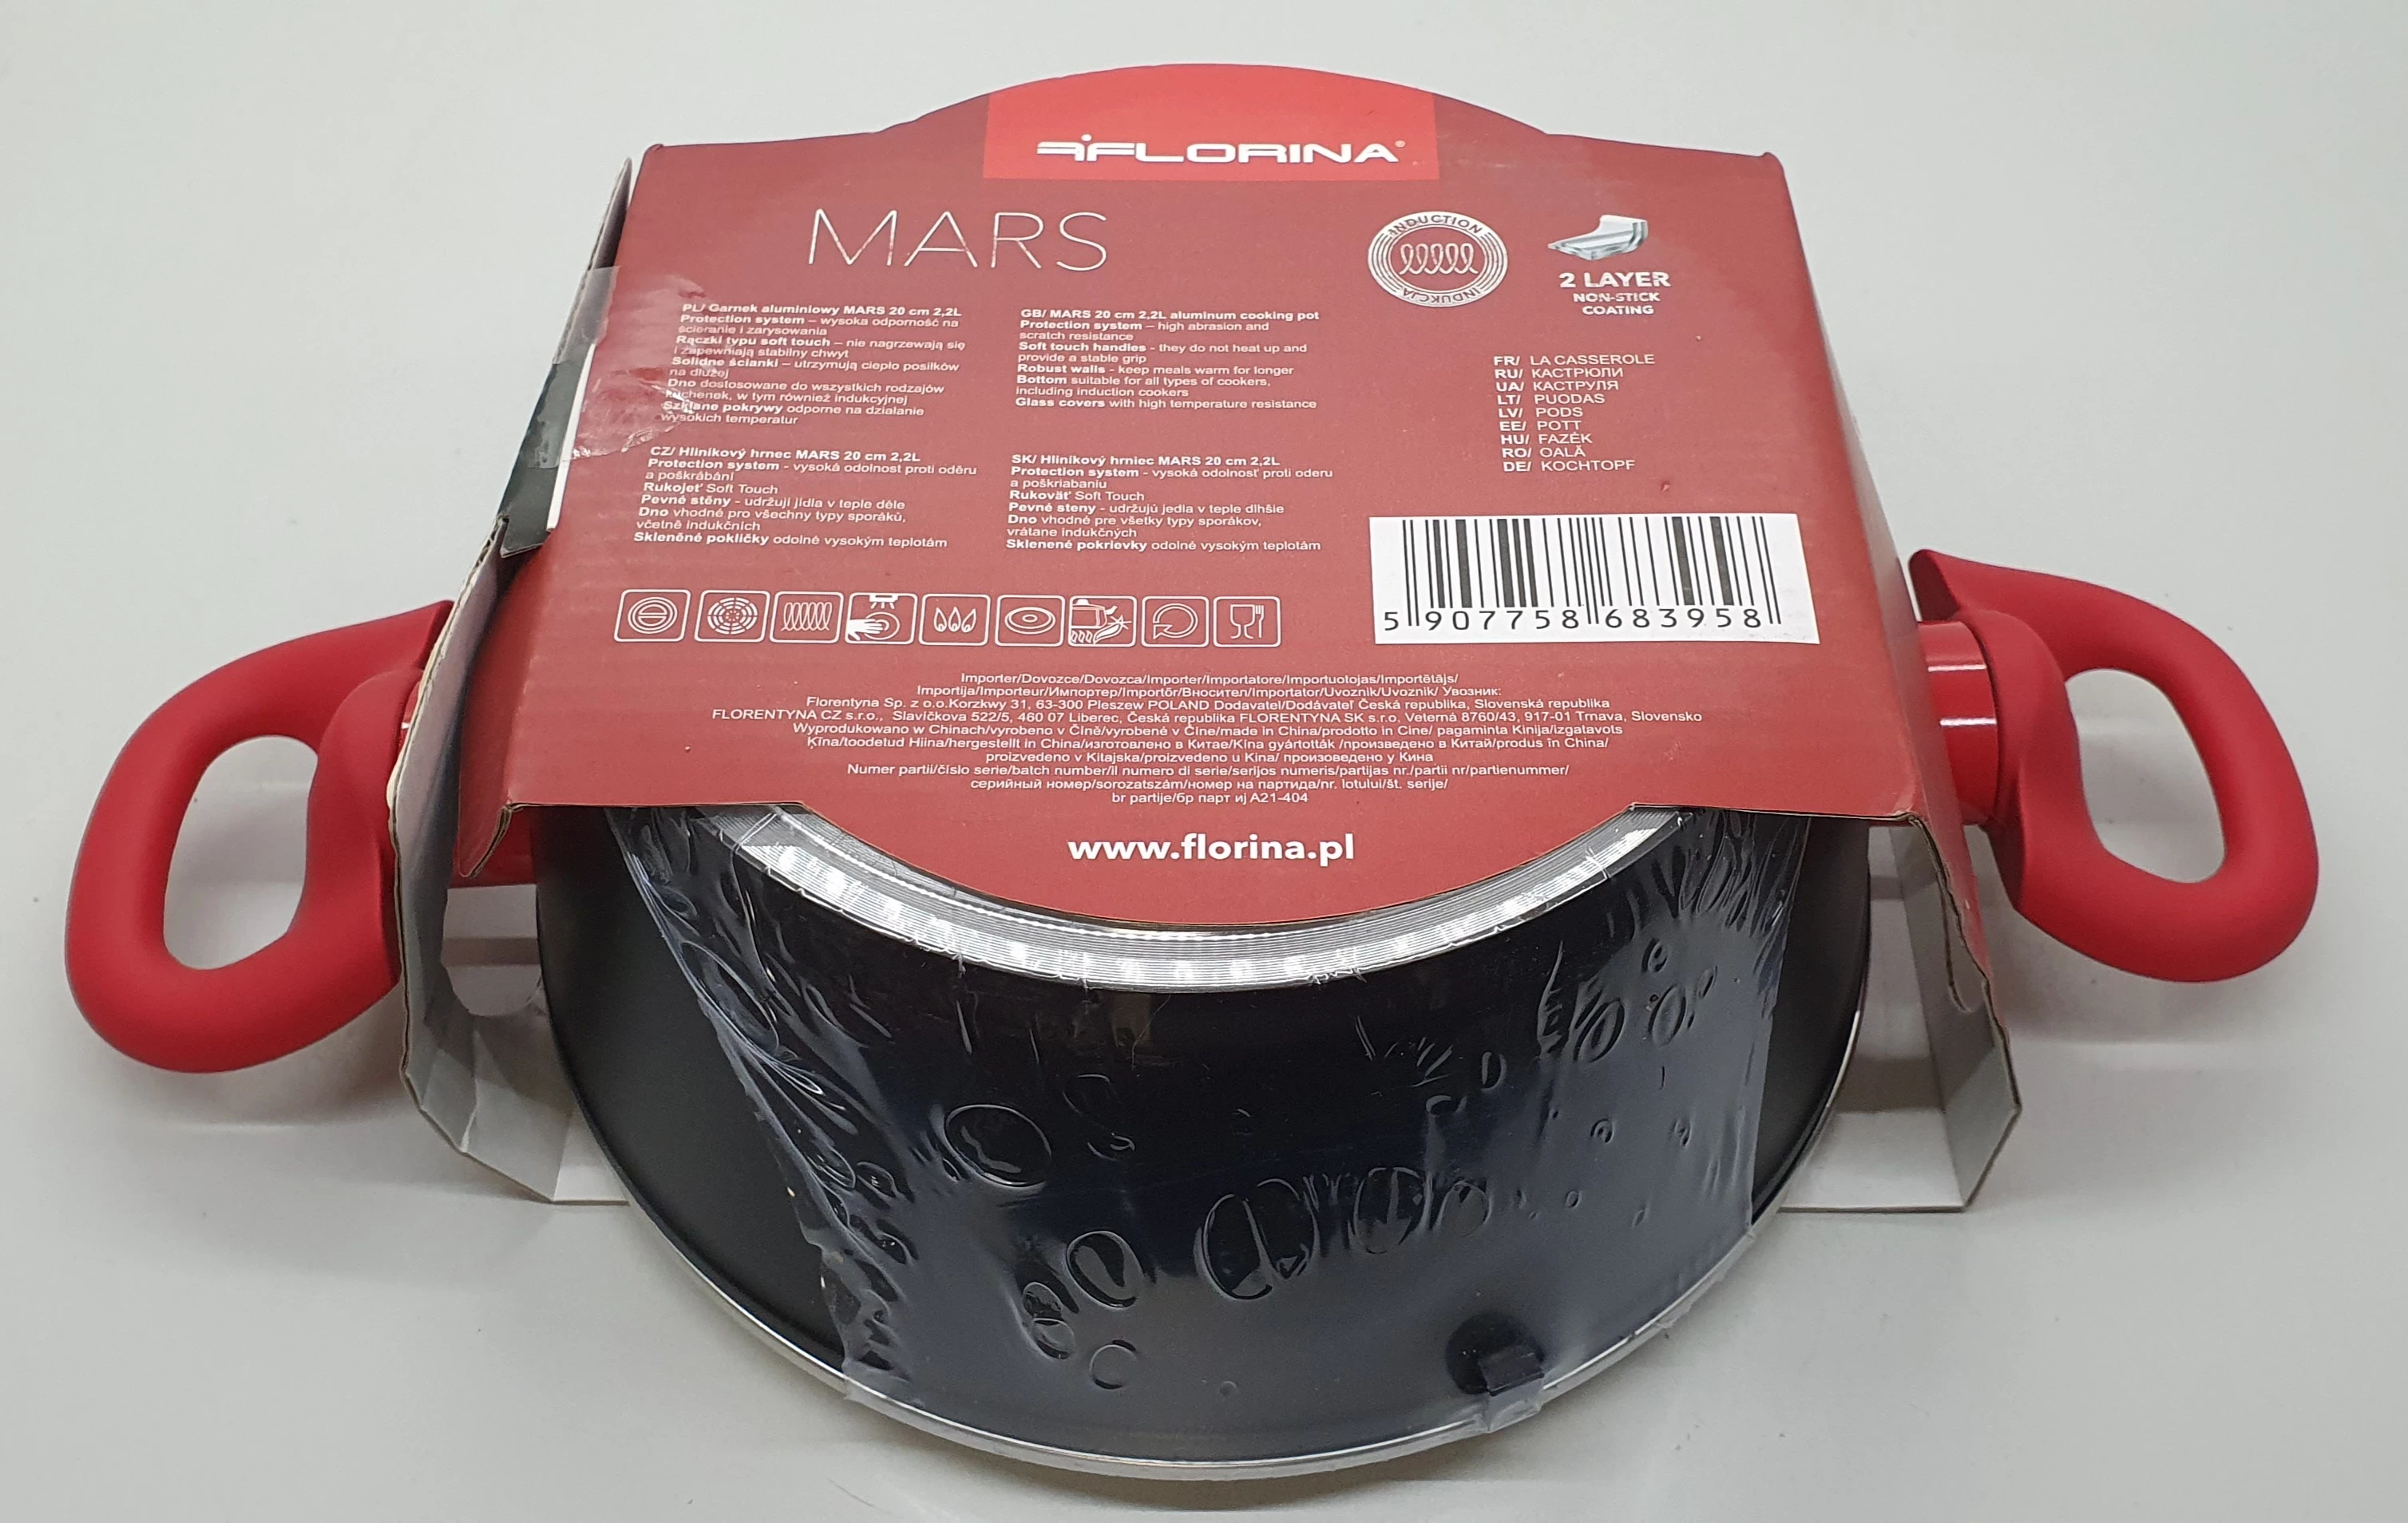 FLORINA
MARS
INDUCTION
INDUKCJA
2 LAYER
NON-STICK
COATING
PL/ Garnek aluminiowy MARS 20 cm 2,2L
Protection system – wysoka odporność na
ścieranie i zarysowania
Rączki typu soft touch – nie nagrzewają się
i zapewniają stabilny chwyt
Solidne ścianki – utrzymują ciepło posiłków
na dłużej
Dno dostosowane do wszystkich rodzajów
kuchenek, w tym również indukcyjnej
Szklane pokrywy odporne na działanie
wysokich temperatur
GB/ MARS 20 cm 2,2L aluminum cooking pot
Protection system – high abrasion and
scratch resistance
Soft touch handles - they do not heat up and
provide a stable grip
Robust walls - keep meals warm for longer
Bottom suitable for all types of cookers,
including induction cookers
Glass covers with high temperature resistance
FR/ LA CASSEROLE
RU/ КАСТРЮЛИ
UA/ КАСТРУЛЯ
LT/ PUODAS
LV/ PODS
EE/ POTT
HU/ FAZÉK
RO/ OALĂ
DE/ KOCHTOPF
CZ/ Hliníkový hrnec MARS 20 cm 2,2L
Protection system - vysoká odolnost proti oděru
a poškrábání
Rukojeť Soft Touch
Pevné stěny - udržují jídla v teple déle
Dno vhodné pro všechny typy sporáků,
včetně indukčních
Skleněné pokličky odolné vysokým teplotám
SK/ Hliníkový hrniec MARS 20 cm 2,2L
Protection system - vysoká odolnosť proti oderu
a poškriabaniu
Rukoväť Soft Touch
Pevné steny - udržujú jedla v teple dlhšie
Dno vhodné pre všetky typy sporákov,
vrátane indukčných
Sklenené pokrievky odolné vysokým teplotám
5 907758 683958
Importer/Dovozce/Dovozca/Importer/Importatore/Importuotojas/Importētājs/
Importija/Importeur/Импортер/Importőr/Вносител/Importator/Uvoznik/Uvoznik/ Увозник:
Florentyna Sp. z o.o.Korzkwy 31, 63-300 Pleszew POLAND Dodavatel/Dodávateľ Česká republika, Slovenská republika
FLORENTYNA CZ s.r.o., Slavíčkova 522/5, 460 07 Liberec, Česká republika FLORENTYNA SK s.r.o. Veterná 8760/43, 917-01 Trnava, Slovensko
Wyprodukowano w Chinach/vyrobeno v Číně/vyrobené v Číne/made in China/prodotto in Cine/ pagaminta Kinija/izgatavots
Ķīna/toodetud Hiina/hergestellt in China/изготовлено в Китае/Kína gyártották /произведено в Китай/produs în China/
proizvedeno v Kitajska/proizvedeno u Kina/ произведено у Кина
Numer partii/číslo serie/batch number/il numero di serie/serijos numeris/partijas nr./partii nr/partienummer/
серийный номер/sorozatszám/номер на партида/nr. lotului/št. serije/
br partije/бр парт иј A21-404
www.florina.pl